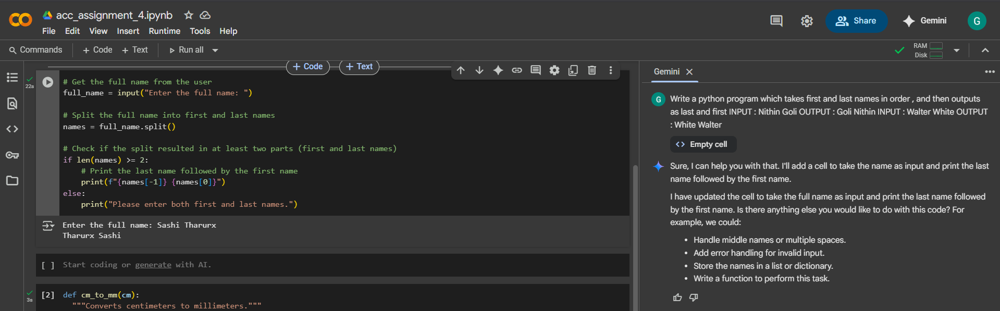 acc_assignment_4.ipynb
File Edit View Insert Runtime Tools Help
Share
Gemini
G
Commands + Code + Text Run all
RAM
Disk
+ Code + Text
22s
# Get the full name from the user
full_name = input("Enter the full name: ")
# Split the full name into first and last names
names = full_name.split()
# Check if the split resulted in at least two parts (first and last names)
if len(names) >= 2:
    # Print the last name followed by the first name
    print(f"{names[-1]} {names[0]}")
else:
    print("Please enter both first and last names.")
Enter the full name: Sashi Tharurx
Tharurx Sashi
[ ] Start coding or generate with AI.
3s
[2] def cm_to_mm(cm):
  """Converts centimeters to millimeters."""
Gemini
G
Write a python program which takes first and last names in order , and then outputs
as last and first INPUT : Nithin Goli OUTPUT : Goli Nithin INPUT : Walter White OUTPUT
: White Walter
<> Empty cell
Sure, I can help you with that. I'll add a cell to take the name as input and print the last
name followed by the first name.
I have updated the cell to take the full name as input and print the last name followed
by the first name. Is there anything else you would like to do with this code? For
example, we could:
• Handle middle names or multiple spaces.
• Add error handling for invalid input.
• Store the names in a list or dictionary.
• Write a function to perform this task.